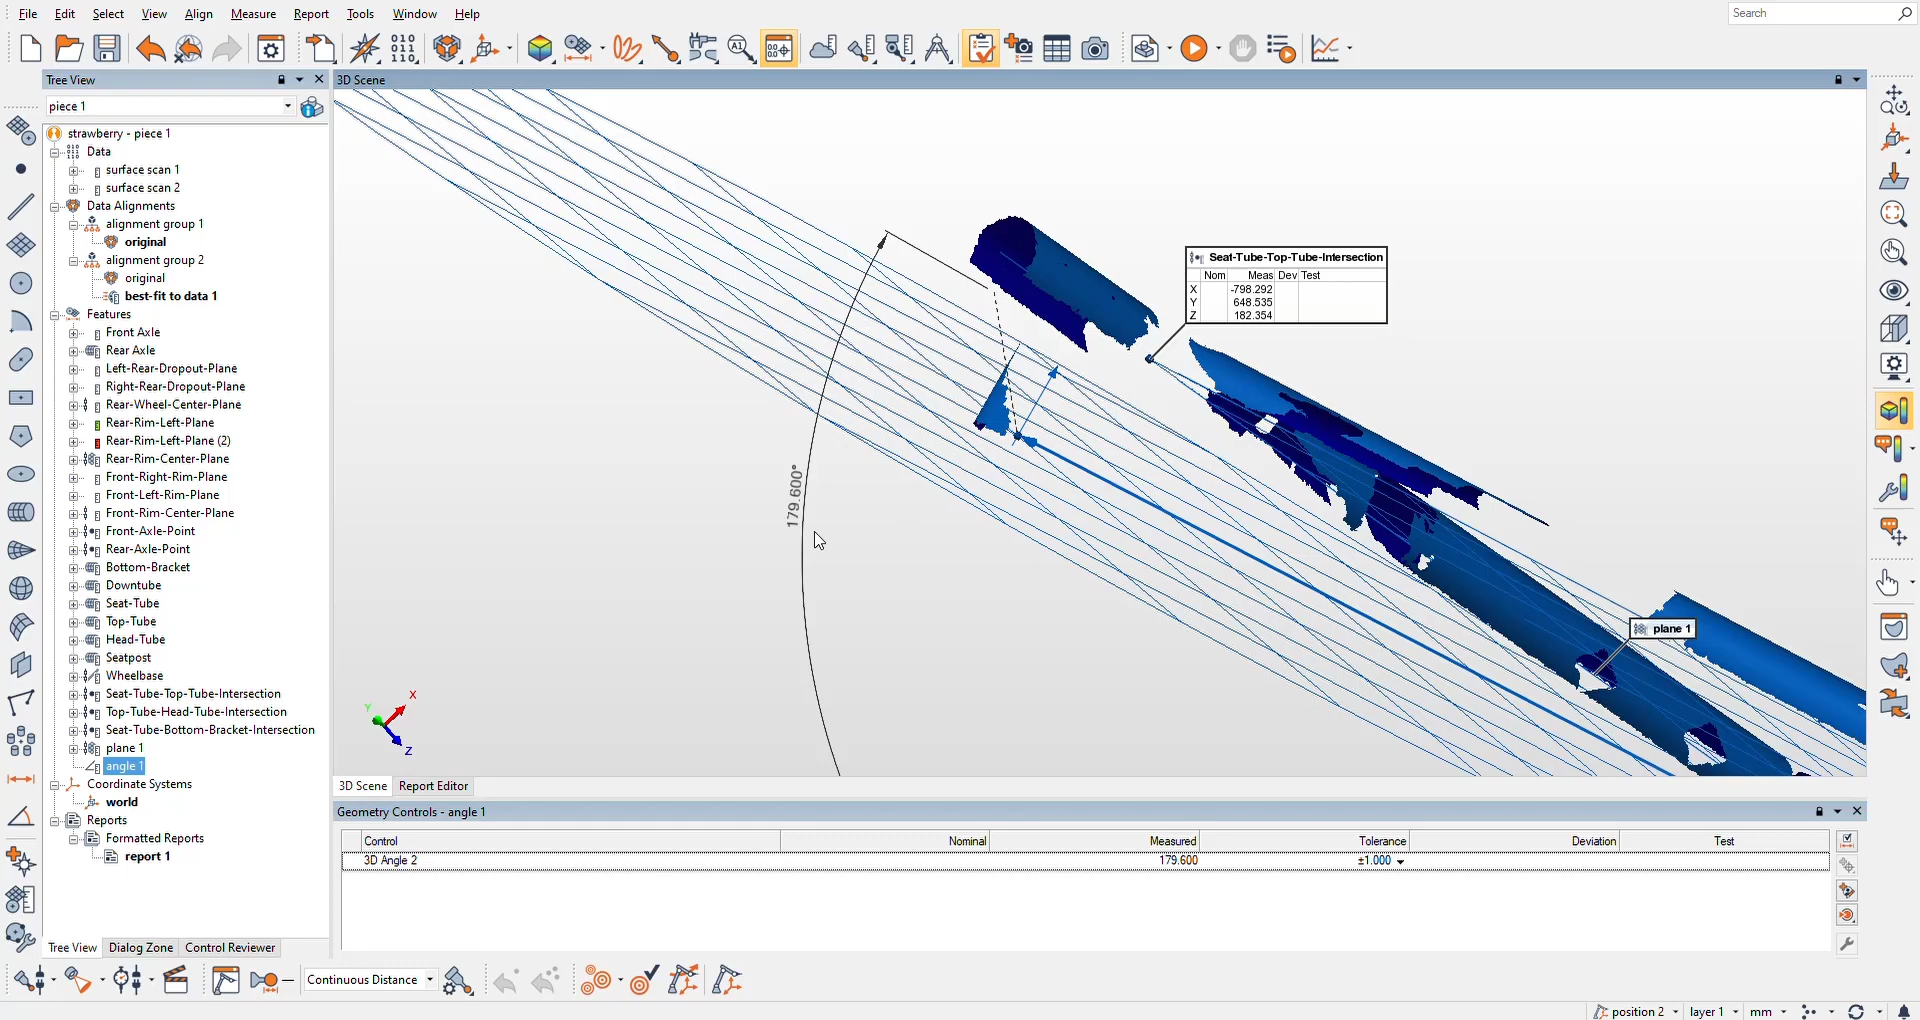 File Edit Select View Align Measure Report Tools Window Help
Search
Tree View
3D Scene
piece 1
strawberry - piece 1
Data
surface scan 1
surface scan 2
Data Alignments
alignment group 1
original
alignment group 2
original
best-fit to data 1
Features
Front Axle
Rear Axle
Left-Rear-Dropout-Plane
Right-Rear-Dropout-Plane
Rear-Wheel-Center-Plane
Rear-Rim-Left-Plane
Rear-Rim-Left-Plane (2)
Rear-Rim-Center-Plane
Front-Right-Rim-Plane
Front-Left-Rim-Plane
Front-Rim-Center-Plane
Front-Axle-Point
Rear-Axle-Point
Bottom-Bracket
Downtube
Seat-Tube
Top-Tube
Head-Tube
Seatpost
Wheelbase
Seat-Tube-Top-Tube-Intersection
Top-Tube-Head-Tube-Intersection
Seat-Tube-Bottom-Bracket-Intersection
plane 1
angle 1
Coordinate Systems
world
Reports
Formatted Reports
report 1
Tree View Dialog Zone Control Reviewer
Seat-Tube-Top-Tube-Intersection
Nom Meas Dev Test
X -798.292
Y 648.535
Z 182.354
179.600°
plane 1
X
Y
Z
3D Scene Report Editor
Geometry Controls - angle 1
Control Nominal Measured Tolerance Deviation Test
3D Angle 2 179.600 ±1.000
Continuous Distance
position 2 layer 1 mm